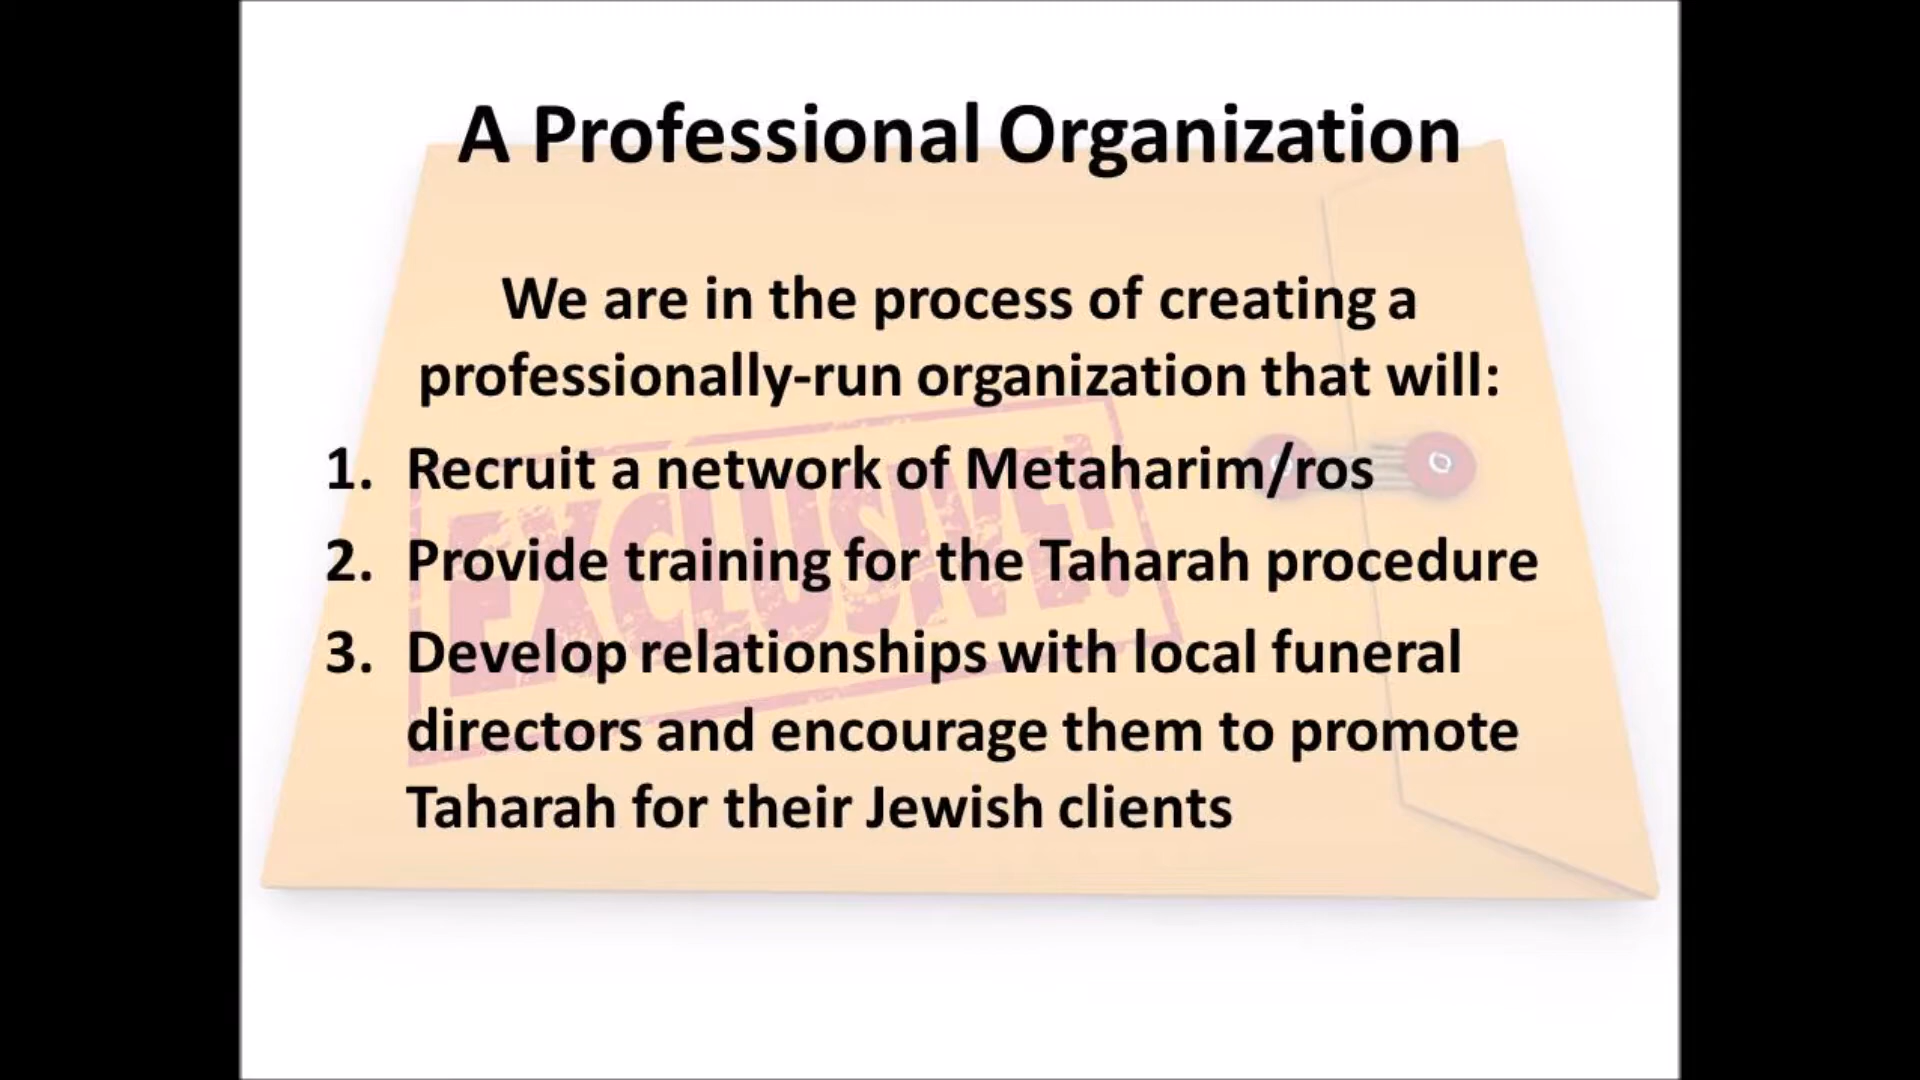 A Professional Organization
We are in the process of creating a
professionally-run organization that will:
1. Recruit a network of Metaharim/ros
2. Provide training for the Taharah procedure
3. Develop relationships with local funeral
directors and encourage them to promote
Taharah for their Jewish clients
EXCLUSIVE!